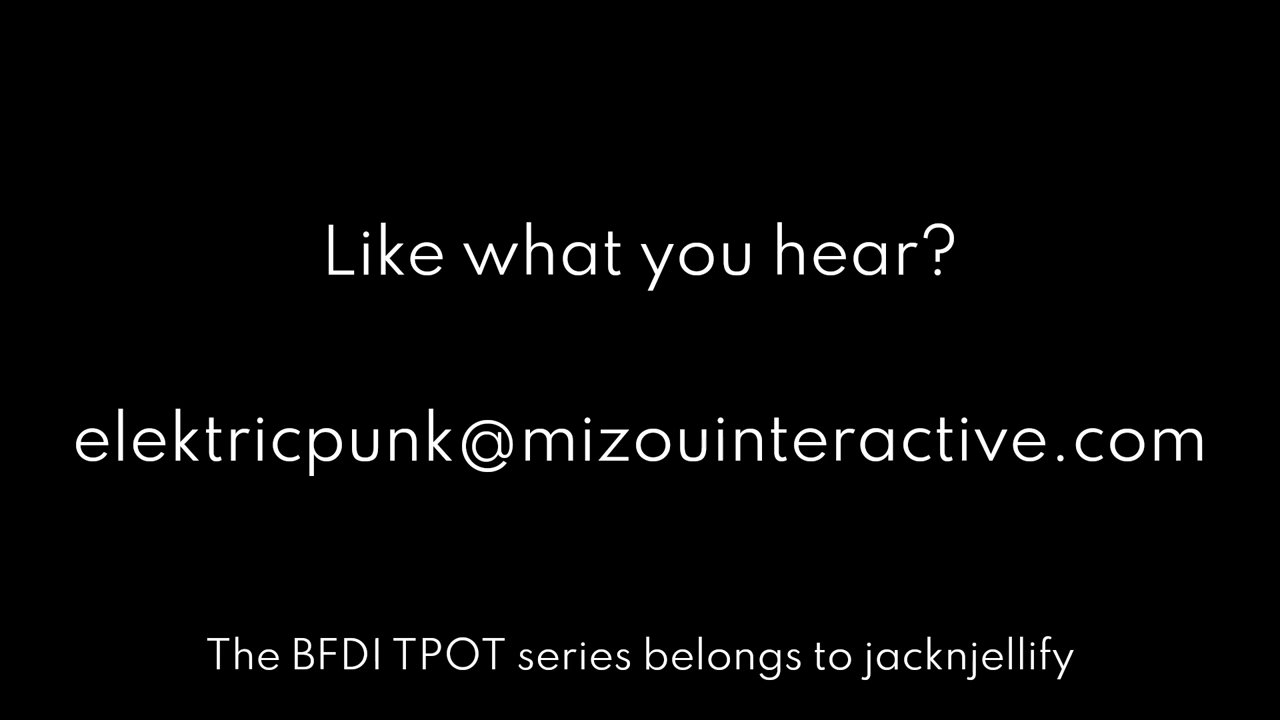 Like what you hear?
elektricpunk@mizouinteractive.com
The BFDI TPOT series belongs to jacknjellify